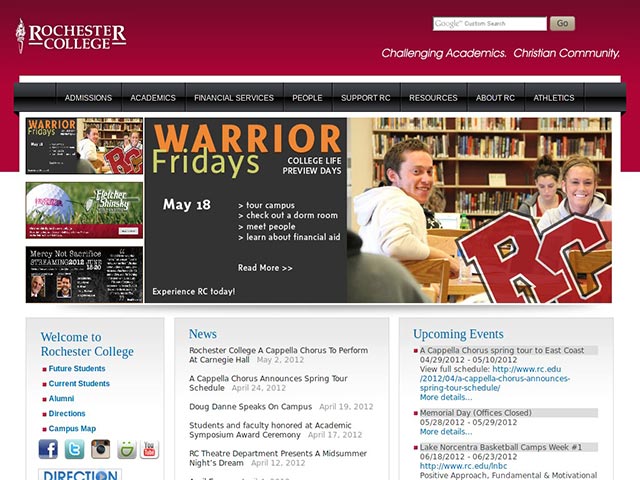 ROCHESTER
COLLEGE
Google™ Custom Search
Go
Challenging Academics. Christian Community.
ADMISSIONS
ACADEMICS
FINANCIAL SERVICES
PEOPLE
SUPPORT RC
RESOURCES
ABOUT RC
ATHLETICS
WARRIOR
Fridays
May 18
RC
Fletcher
Shinsky
Mercy Not Sacrifice
STREAMING2012 JUNE
18&20
WARRIOR
Fridays
COLLEGE LIFE
PREVIEW DAYS
May 18
> tour campus
> check out a dorm room
> meet people
> learn about financial aid
Read More >>
Experience RC today!
RC
Welcome to
Rochester College
Future Students
Current Students
Alumni
Directions
Campus Map
You
Tube
DIRECTION
News
Rochester College A Cappella Chorus To Perform
At Carnegie Hall May 2, 2012
A Cappella Chorus Announces Spring Tour
Schedule April 24, 2012
Doug Danne Speaks On Campus April 19, 2012
Students and faculty honored at Academic
Symposium Award Ceremony April 17, 2012
RC Theatre Department Presents A Midsummer
Night's Dream April 12, 2012
Upcoming Events
A Cappella Chorus spring tour to East Coast
04/29/2012 - 05/10/2012
View full schedule: http://www.rc.edu
/2012/04/a-cappella-chorus-announces-
spring-tour-schedule/
More details...
Memorial Day (Offices Closed)
05/28/2012 - 05/29/2012
More details...
Lake Norcentra Basketball Camps Week #1
06/18/2012 - 06/23/2012
http://www.rc.edu/lnbc
Positive Approach, Fundamental & Motivational